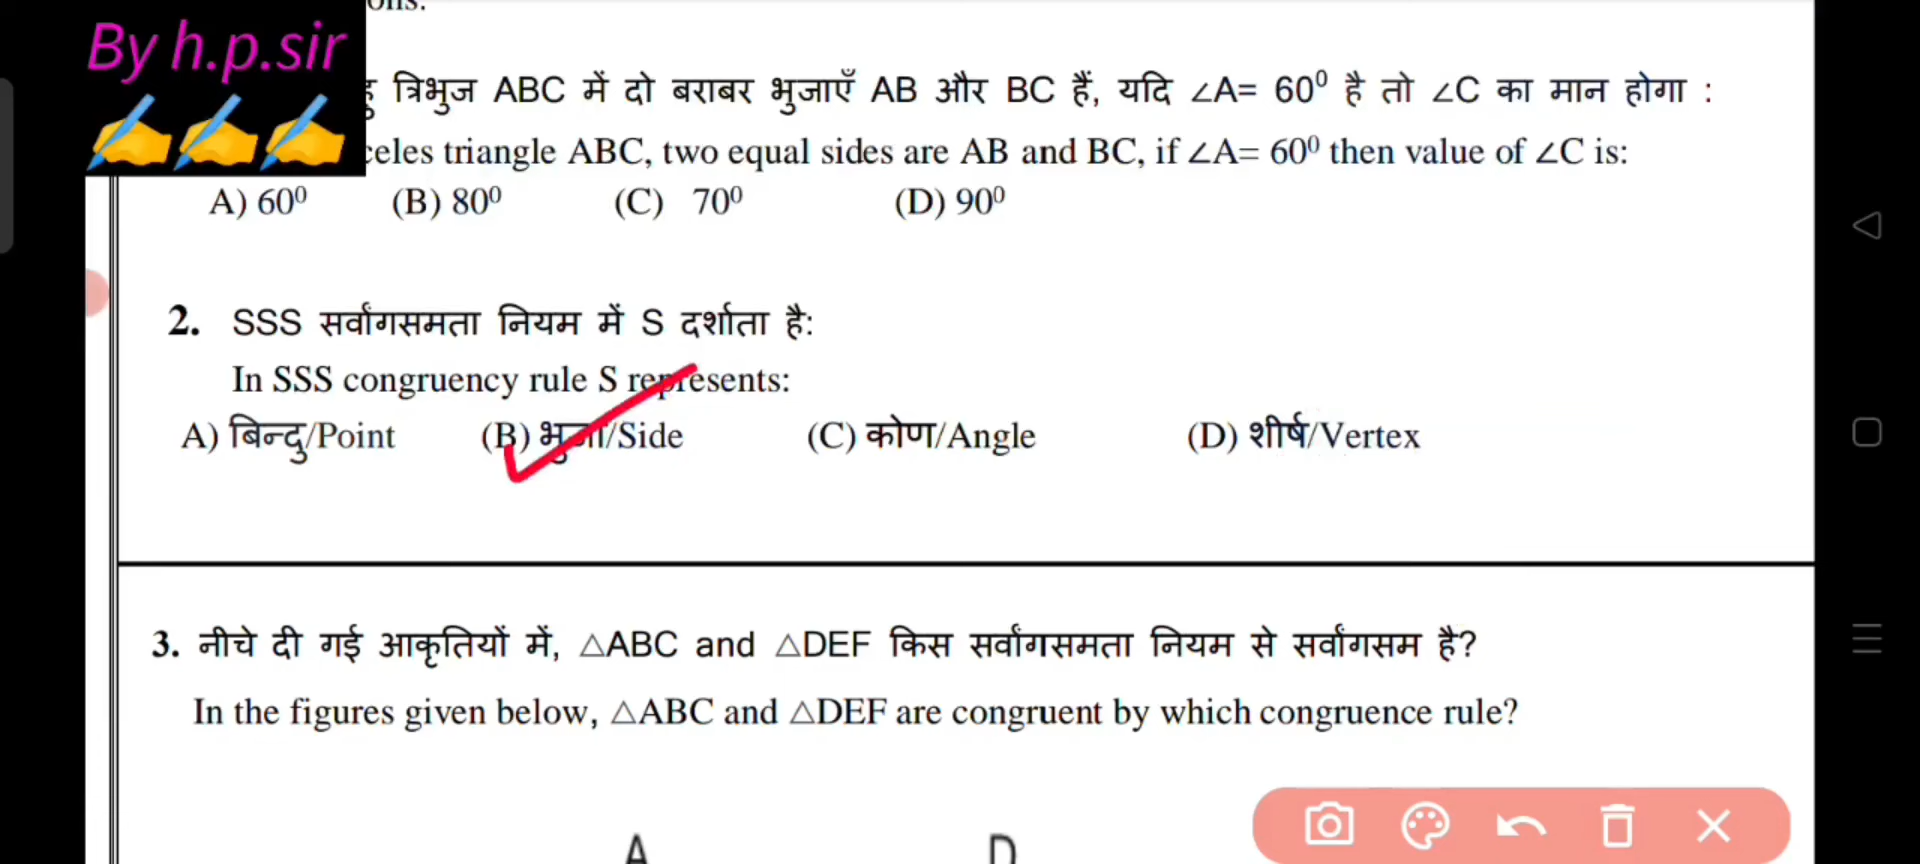 By h.p.sir
त्रिभुज ABC में दो बराबर भुजाएँ AB और BC हैं, यदि ∠A= 60⁰ है तो ∠C का मान होगा :
triangle ABC, two equal sides are AB and BC, if ∠A= 60⁰ then value of ∠C is:
A) 60⁰ (B) 80⁰ (C) 70⁰ (D) 90⁰
2. SSS सर्वांगसमता नियम में S दर्शाता है:
In SSS congruency rule S represents:
A) बिन्दु/Point (B) भुजा/Side (C) कोण/Angle (D) शीर्ष/Vertex
3. नीचे दी गई आकृतियों में, △ABC and △DEF किस सर्वांगसमता नियम से सर्वांगसम है?
In the figures given below, △ABC and △DEF are congruent by which congruence rule?
A D